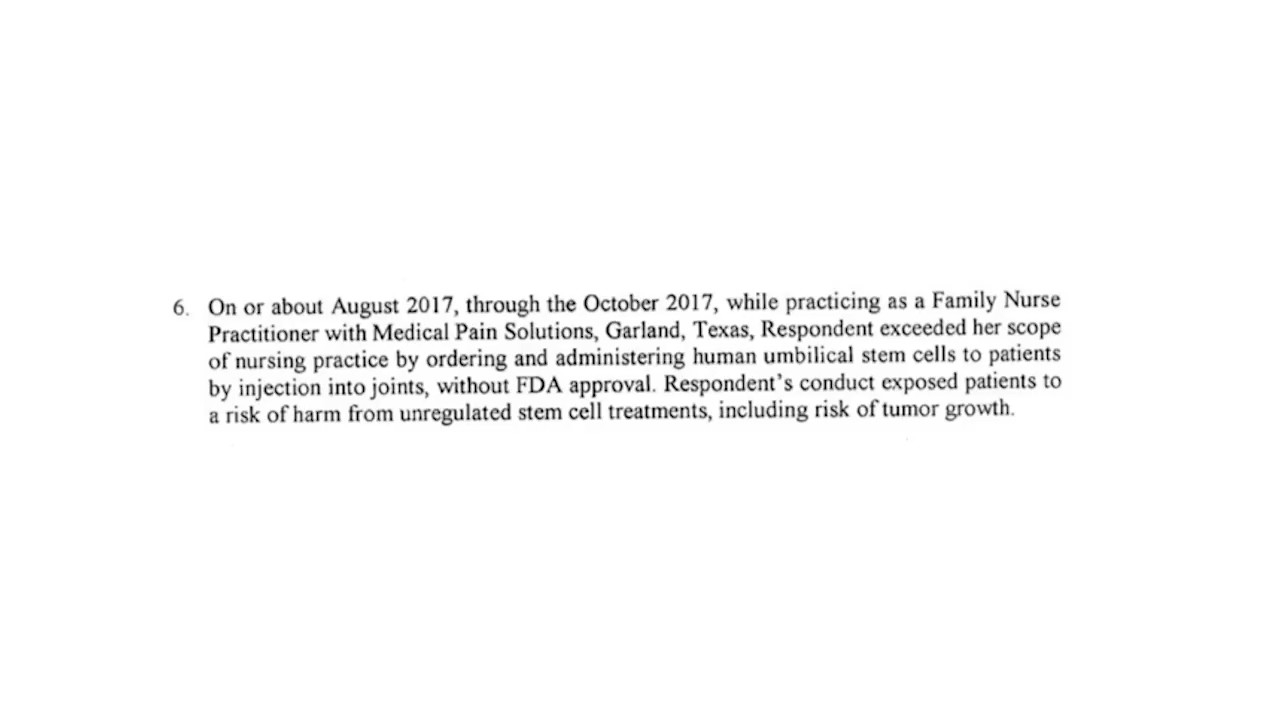 6. On or about August 2017, through the October 2017, while practicing as a Family Nurse
Practitioner with Medical Pain Solutions, Garland, Texas, Respondent exceeded her scope
of nursing practice by ordering and administering human umbilical stem cells to patients
by injection into joints, without FDA approval. Respondent's conduct exposed patients to
a risk of harm from unregulated stem cell treatments, including risk of tumor growth.